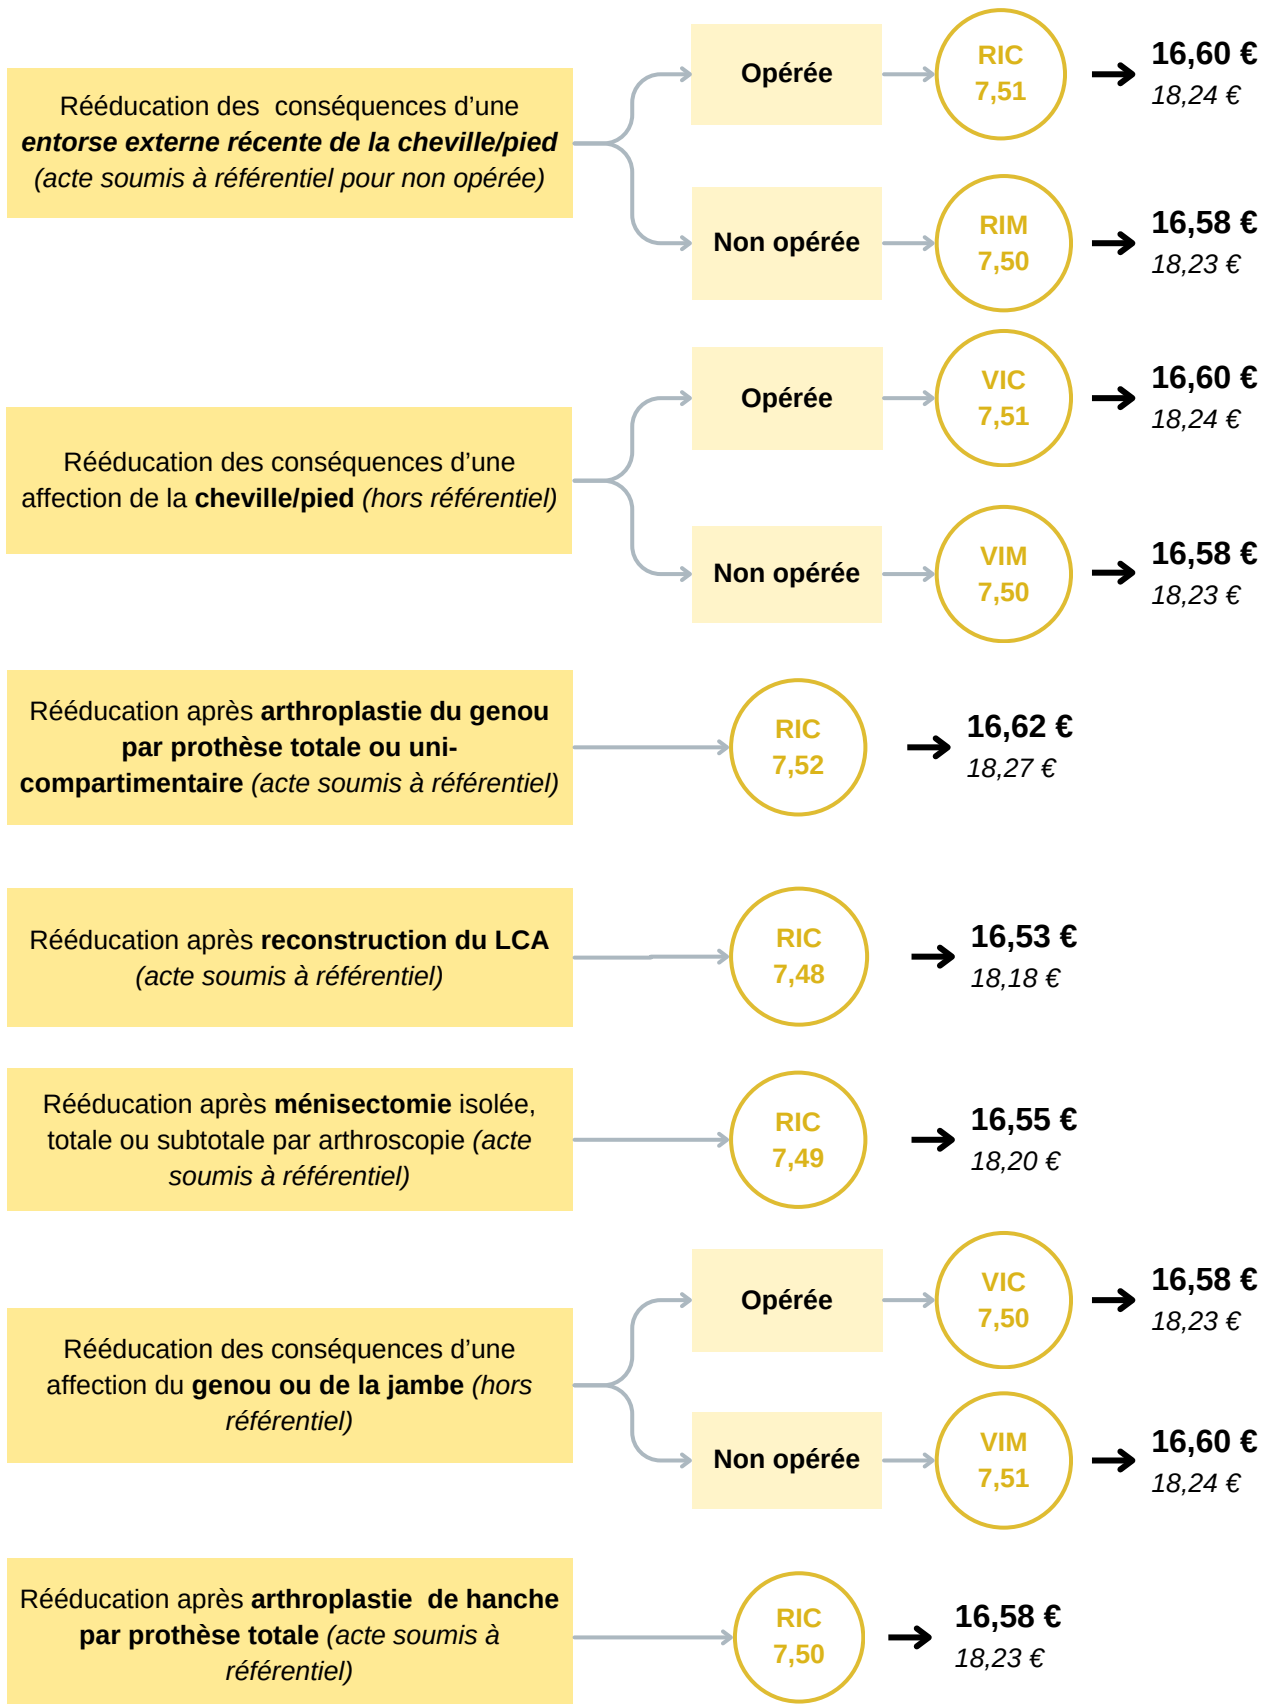 Rééducation des conséquences d’une
entorse externe récente de la cheville/pied
(acte soumis à référentiel pour non opérée)
Opérée
RIC
7,51
16,60 €
18,24 €
Non opérée
RIM
7,50
16,58 €
18,23 €
Rééducation des conséquences d’une
affection de la cheville/pied (hors référentiel)
Opérée
VIC
7,51
16,60 €
18,24 €
Non opérée
VIM
7,50
16,58 €
18,23 €
Rééducation après arthroplastie du genou
par prothèse totale ou uni-
compartimentaire (acte soumis à référentiel)
RIC
7,52
16,62 €
18,27 €
Rééducation après reconstruction du LCA
(acte soumis à référentiel)
RIC
7,48
16,53 €
18,18 €
Rééducation après ménisectomie isolée,
totale ou subtotale par arthroscopie (acte
soumis à référentiel)
RIC
7,49
16,55 €
18,20 €
Rééducation des conséquences d’une
affection du genou ou de la jambe (hors
référentiel)
Opérée
VIC
7,50
16,58 €
18,23 €
Non opérée
VIM
7,51
16,60 €
18,24 €
Rééducation après arthroplastie de hanche
par prothèse totale (acte soumis à
référentiel)
RIC
7,50
16,58 €
18,23 €